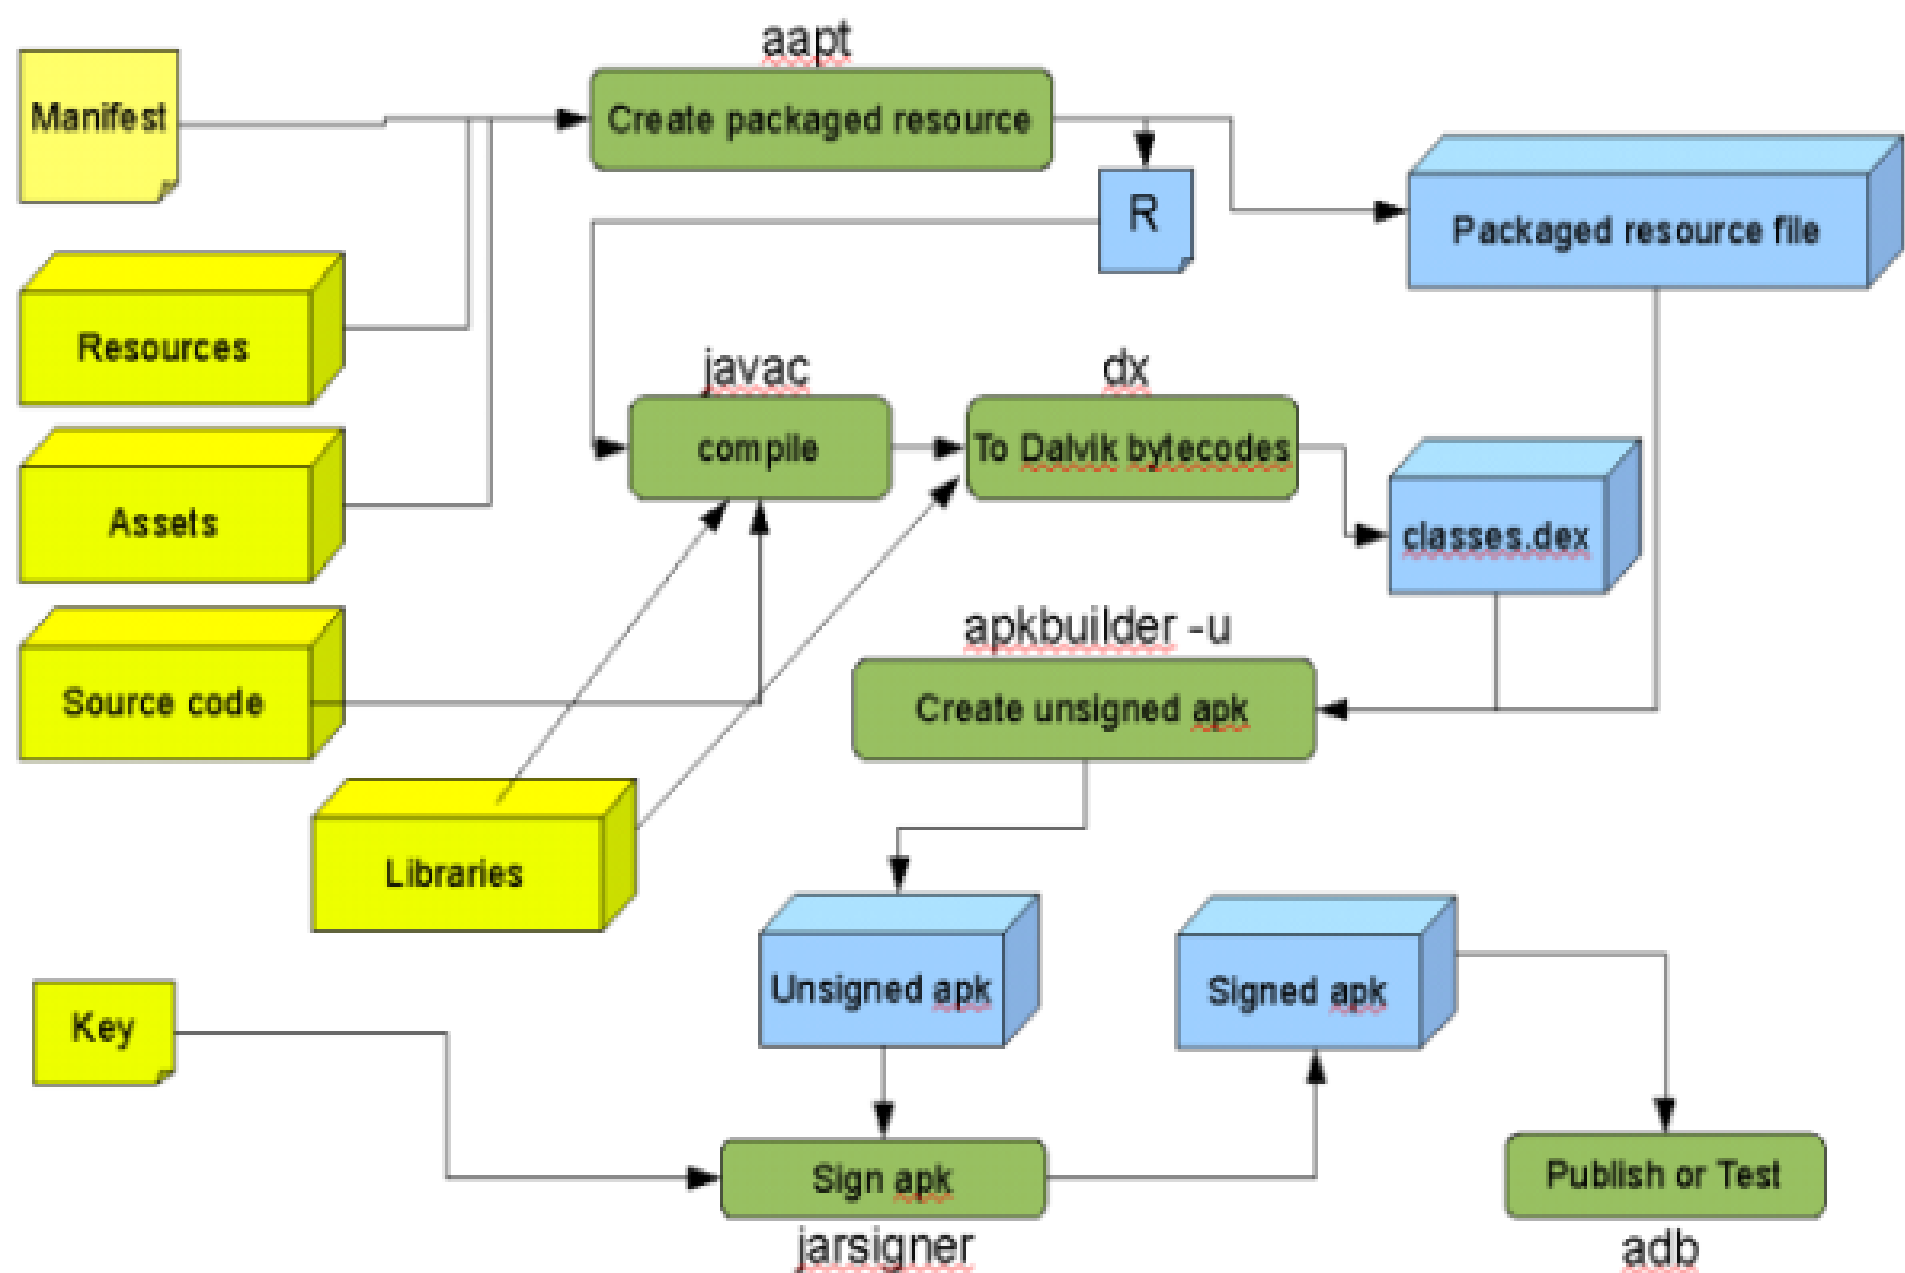 aapt
Manifest
Create packaged resource
R
Packaged resource file
Resources
javac
dx
compile
To Dalvik bytecodes
Assets
classes.dex
apkbuilder -u
Source code
Create unsigned apk
Libraries
Unsigned apk
Signed apk
Key
Sign apk
Publish or Test
jarsigner
adb